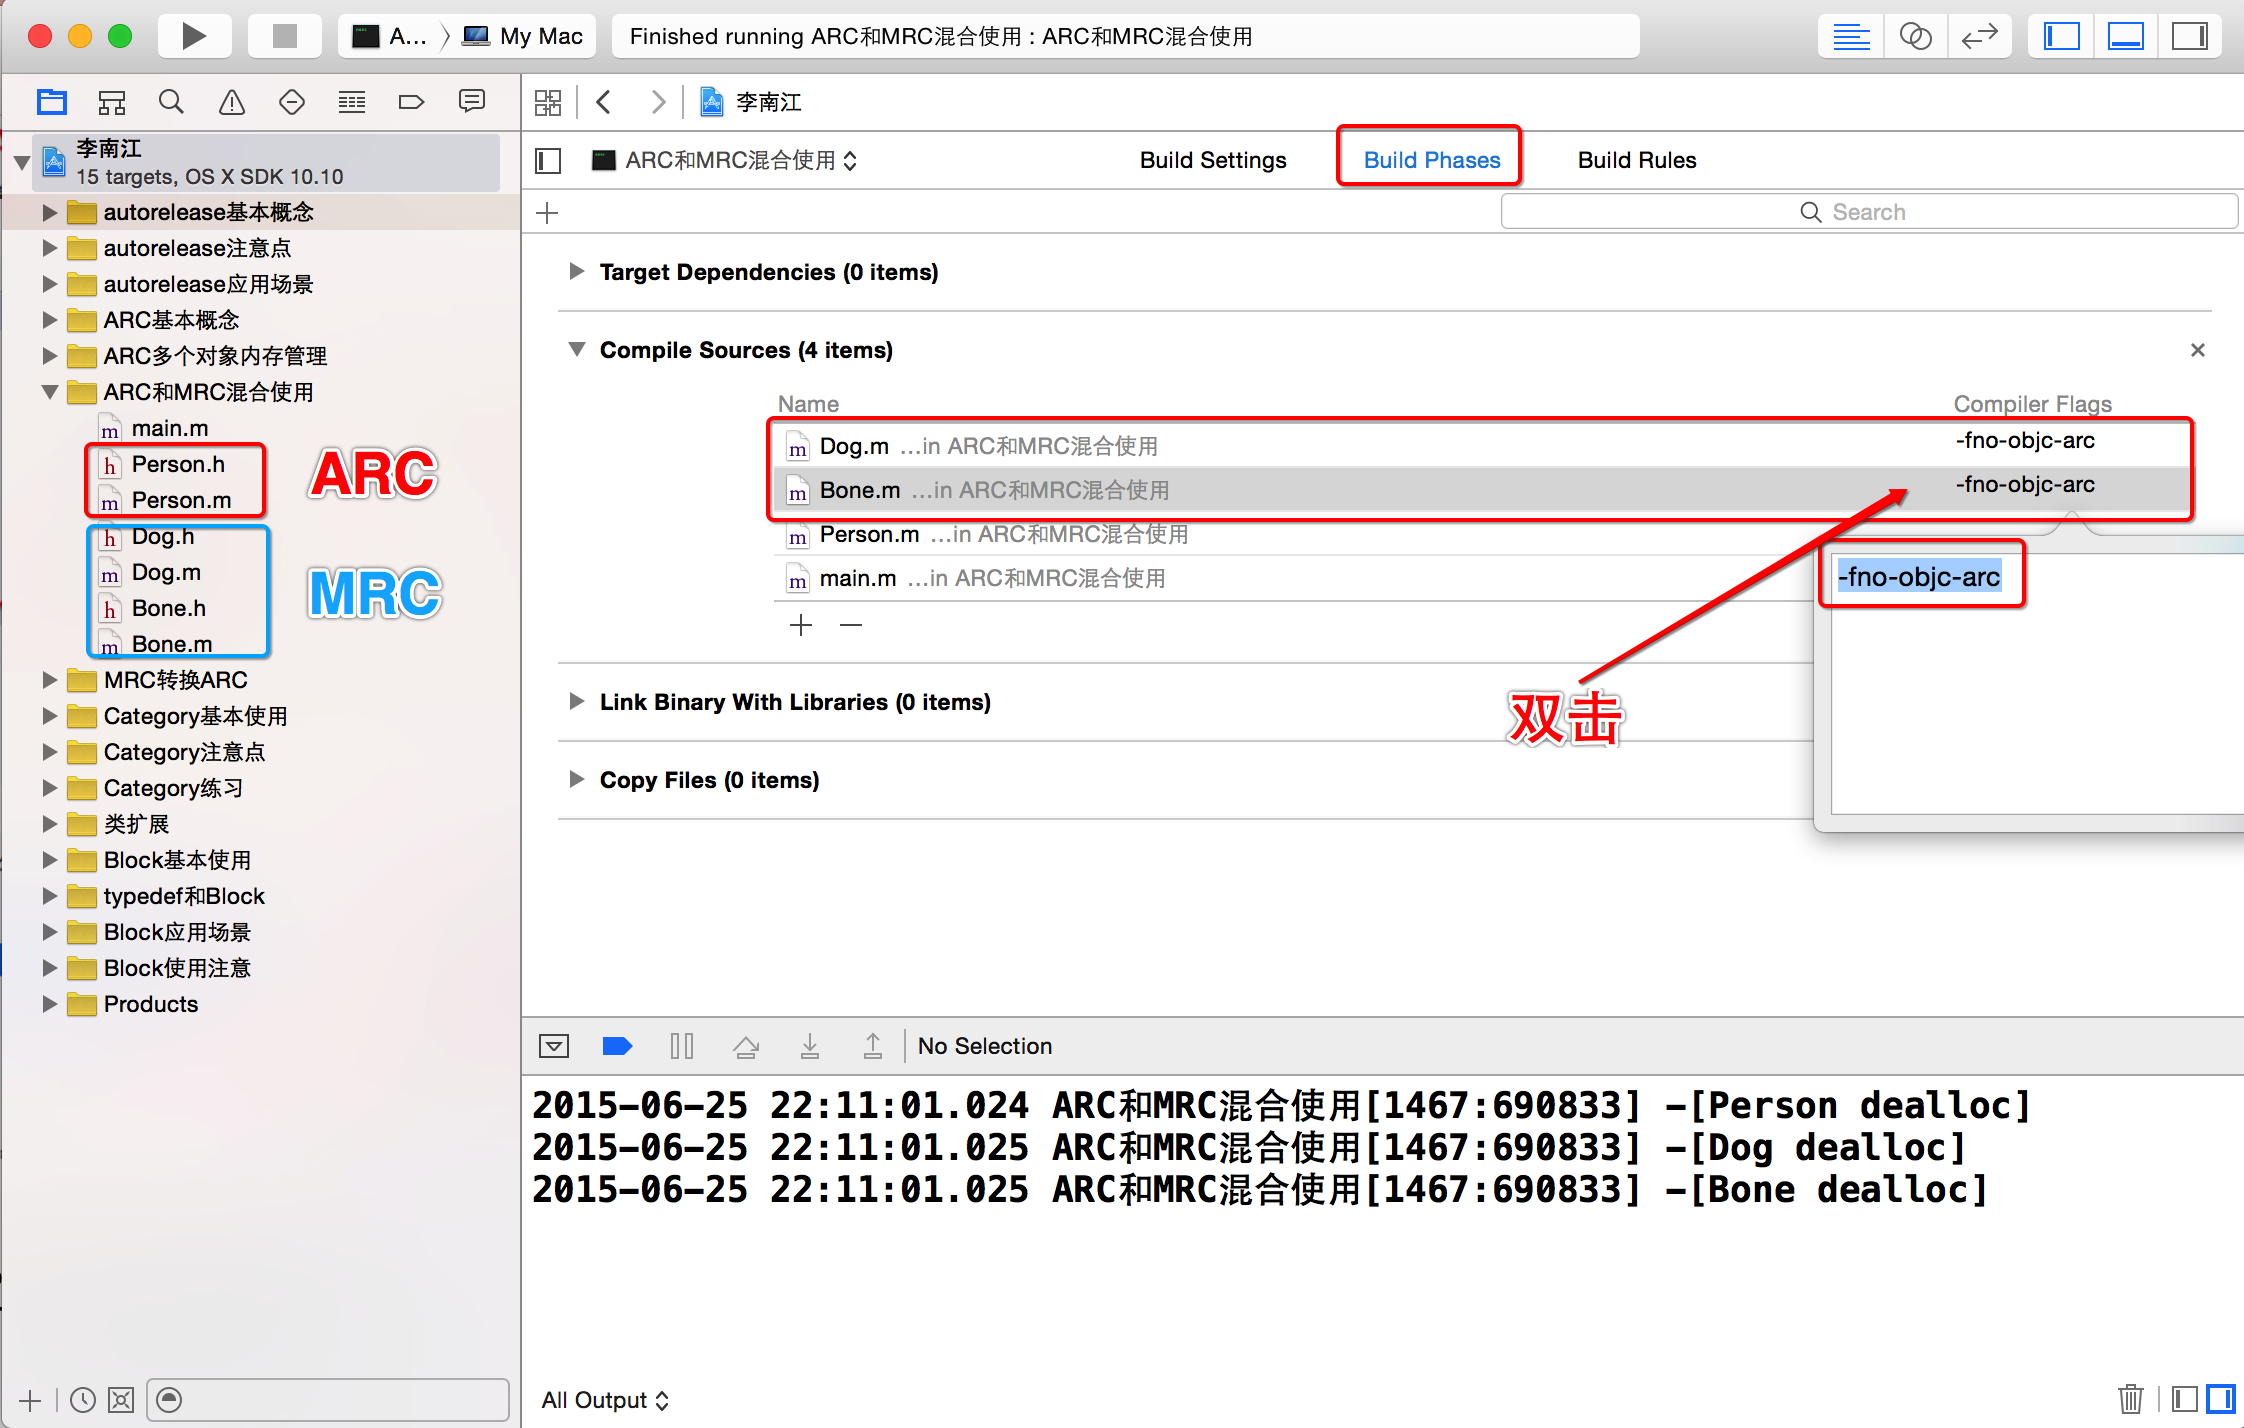 A... My Mac
Finished running ARC和MRC混合使用 : ARC和MRC混合使用
李南江
15 targets, OS X SDK 10.10
autorelease基本概念
autorelease注意点
autorelease应用场景
ARC基本概念
ARC多个对象内存管理
ARC和MRC混合使用
m main.m
h Person.h
m Person.m
ARC
h Dog.h
m Dog.m
h Bone.h
m Bone.m
MRC
MRC转换ARC
Category基本使用
Category注意点
Category练习
类扩展
Block基本使用
typedef和Block
Block应用场景
Block使用注意
Products
李南江
ARC和MRC混合使用 Build Settings Build Phases Build Rules
Search
Target Dependencies (0 items)
Compile Sources (4 items)
Name Compiler Flags
m Dog.m ...in ARC和MRC混合使用 -fno-objc-arc
m Bone.m ...in ARC和MRC混合使用 -fno-objc-arc
m Person.m ...in ARC和MRC混合使用
m main.m ...in ARC和MRC混合使用
-fno-objc-arc
双击
Link Binary With Libraries (0 items)
Copy Files (0 items)
No Selection
2015-06-25 22:11:01.024 ARC和MRC混合使用[1467:690833] -[Person dealloc]
2015-06-25 22:11:01.025 ARC和MRC混合使用[1467:690833] -[Dog dealloc]
2015-06-25 22:11:01.025 ARC和MRC混合使用[1467:690833] -[Bone dealloc]
All Output